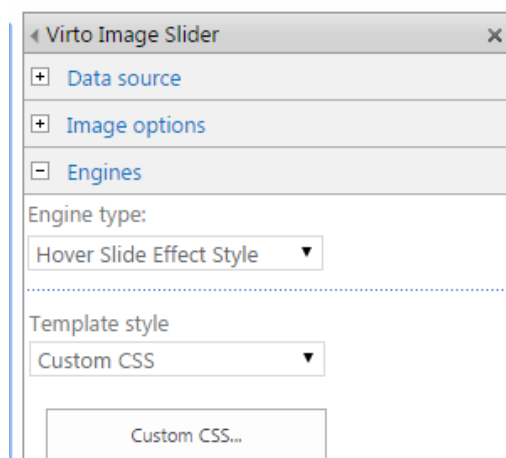 Virto Image Slider
Data source
Image options
Engines
Engine type:
Hover Slide Effect Style
Template style
Custom CSS
Custom CSS...